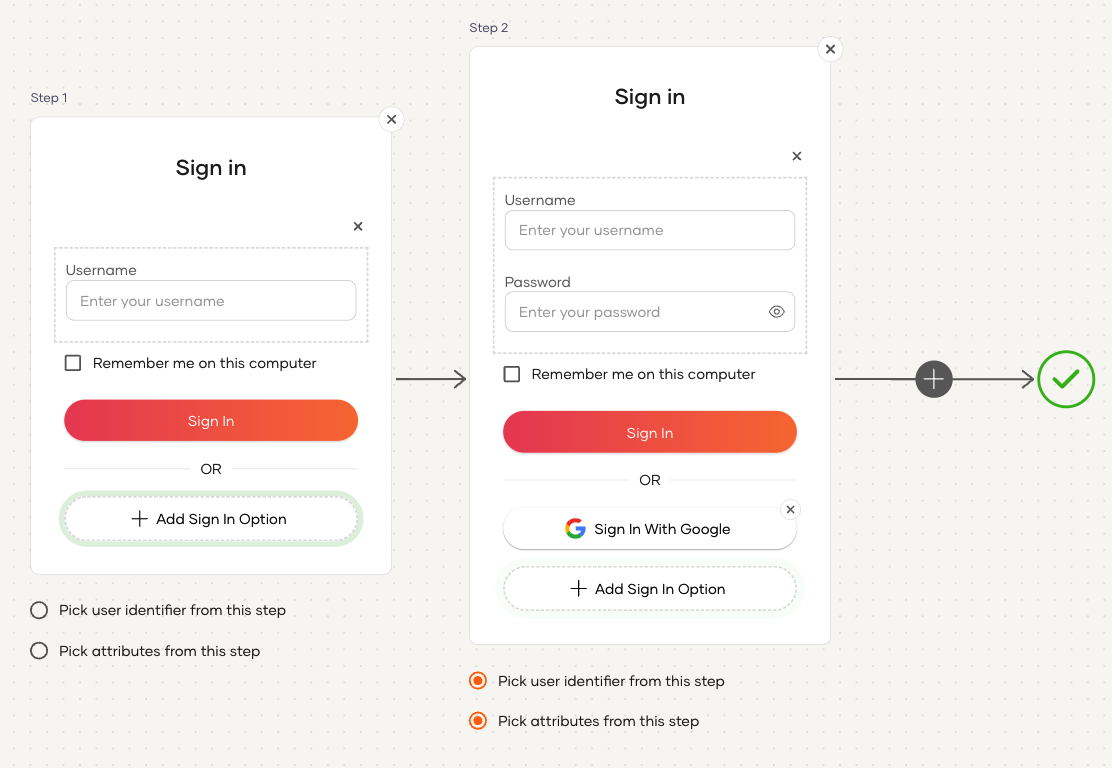 Step 1
Sign in
Username
Enter your username
Remember me on this computer
Sign In
OR
Add Sign In Option
Pick user identifier from this step
Pick attributes from this step
Step 2
Sign in
Username
Enter your username
Password
Enter your password
Remember me on this computer
Sign In
OR
Sign In With Google
Add Sign In Option
Pick user identifier from this step
Pick attributes from this step